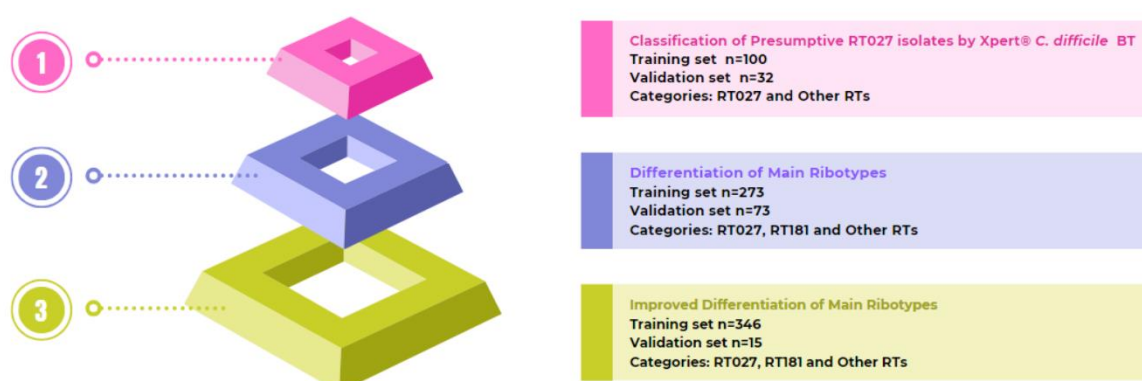 1
Classification of Presumptive RT027 isolates by Xpert® C. difficile BT
Training set n=100
Validation set n=32
Categories: RT027 and Other RTs
2
Differentiation of Main Ribotypes
Training set n=273
Validation set n=73
Categories: RT027, RT181 and Other RTs
3
Improved Differentiation of Main Ribotypes
Training set n=346
Validation set n=15
Categories: RT027, RT181 and Other RTs